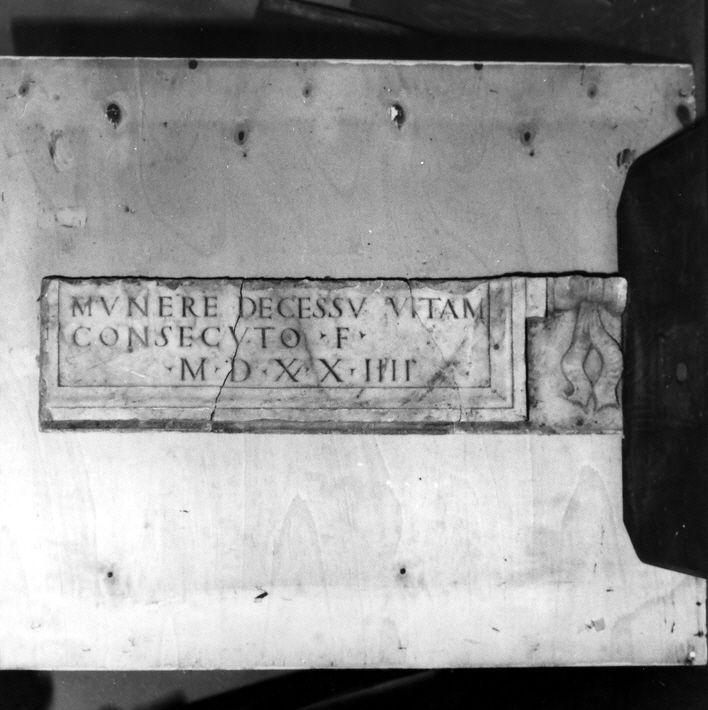 MVNERE DECESSV VITAM
CONSECVTO · F ·
· M · D · X · X · IIII